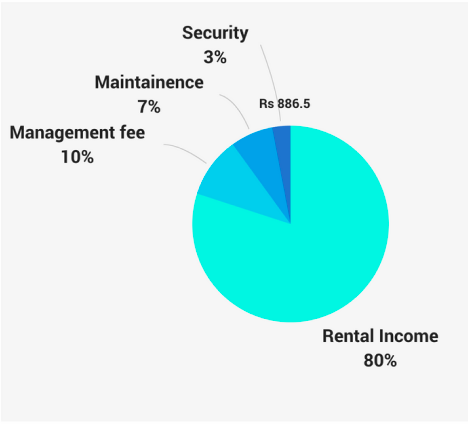 Security
3%
Maintainence
7%
Rs 886.5
Management fee
10%
Rental Income
80%